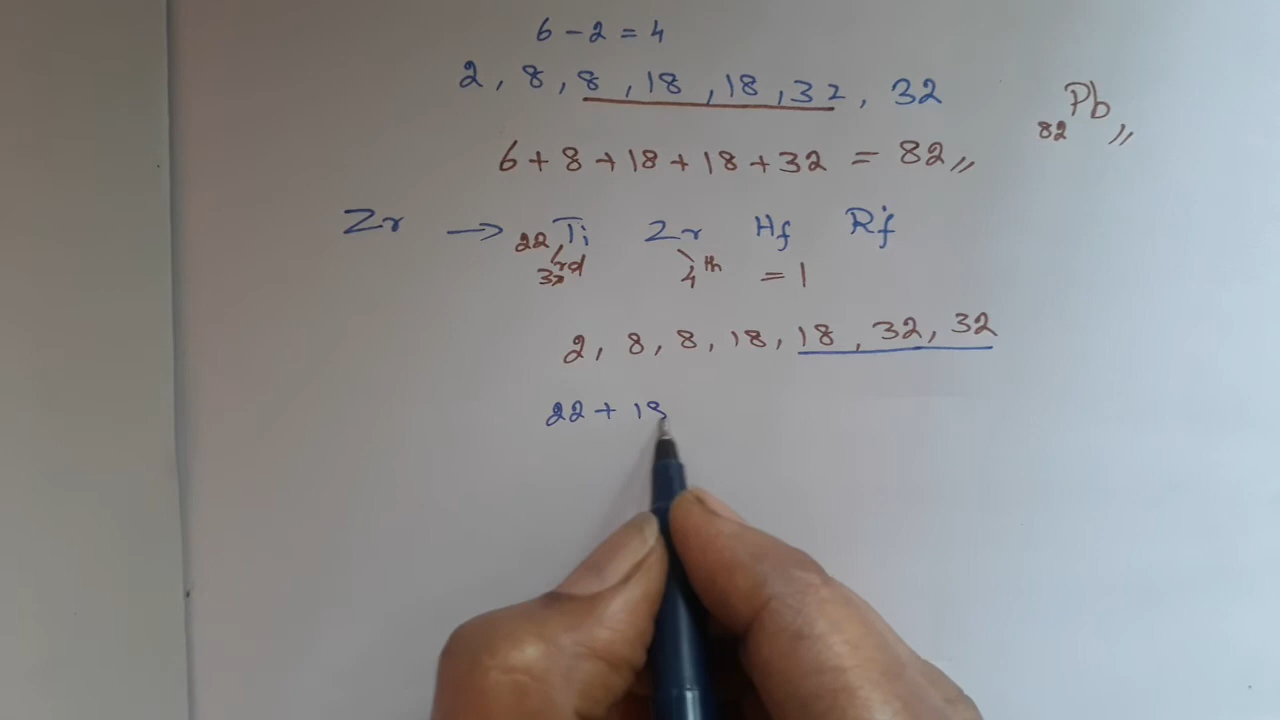 6 - 2 = 4
2, 8, 8, 18, 18, 32, 32
82Pb,,
6 + 8 + 18 + 18 + 32 = 82,,
Zr → 22Ti Zr Hf Rf
3rd 4th = 1
2, 8, 8, 18, 18, 32, 32
22 + 18